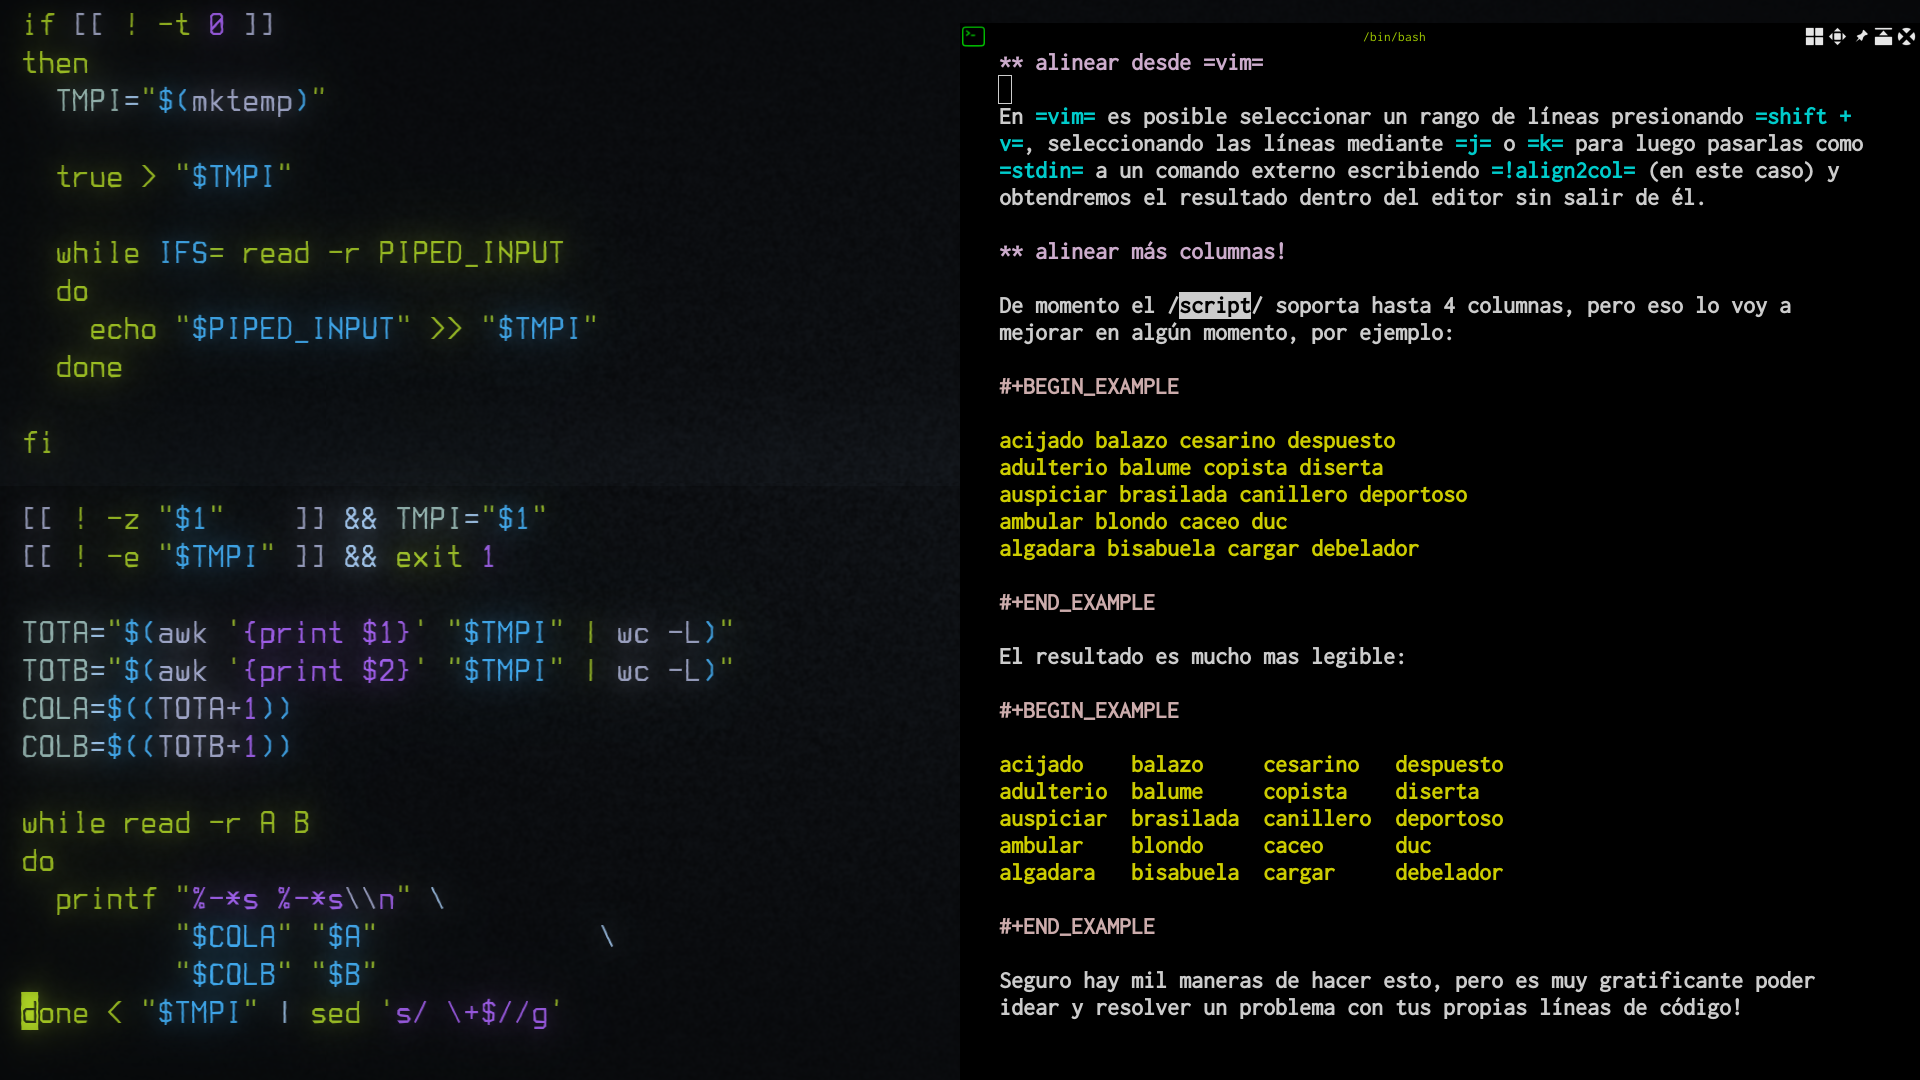 if [[ ! -t 0 ]]
then
  TMPI="$(mktemp)"

  true > "$TMPI"

  while IFS= read -r PIPED_INPUT
  do
    echo "$PIPED_INPUT" >> "$TMPI"
  done

fi

[[ ! -z "$1"    ]] && TMPI="$1"
[[ ! -e "$TMPI" ]] && exit 1

TOTA="$(awk '{print $1}' "$TMPI" | wc -L)"
TOTB="$(awk '{print $2}' "$TMPI" | wc -L)"
COLA=$((TOTA+1))
COLB=$((TOTB+1))

while read -r A B
do
  printf "%-*s %-*s\\n" \
         "$COLA" "$A"             \
         "$COLB" "$B"
done < "$TMPI" | sed 's/ \+$//g'

/bin/bash
** alinear desde =vim=

En =vim= es posible seleccionar un rango de líneas presionando =shift +
v=, seleccionando las líneas mediante =j= o =k= para luego pasarlas como
=stdin= a un comando externo escribiendo =!align2col= (en este caso) y
obtendremos el resultado dentro del editor sin salir de él.

** alinear más columnas!

De momento el /script/ soporta hasta 4 columnas, pero eso lo voy a
mejorar en algún momento, por ejemplo:

#+BEGIN_EXAMPLE

acijado balazo cesarino despuesto
adulterio balume copista diserta
auspiciar brasilada canillero deportoso
ambular blondo caceo duc
algadara bisabuela cargar debelador

#+END_EXAMPLE

El resultado es mucho mas legible:

#+BEGIN_EXAMPLE

acijado    balazo     cesarino   despuesto
adulterio  balume     copista    diserta
auspiciar  brasilada  canillero  deportoso
ambular    blondo     caceo      duc
algadara   bisabuela  cargar     debelador

#+END_EXAMPLE

Seguro hay mil maneras de hacer esto, pero es muy gratificante poder
idear y resolver un problema con tus propias líneas de código!